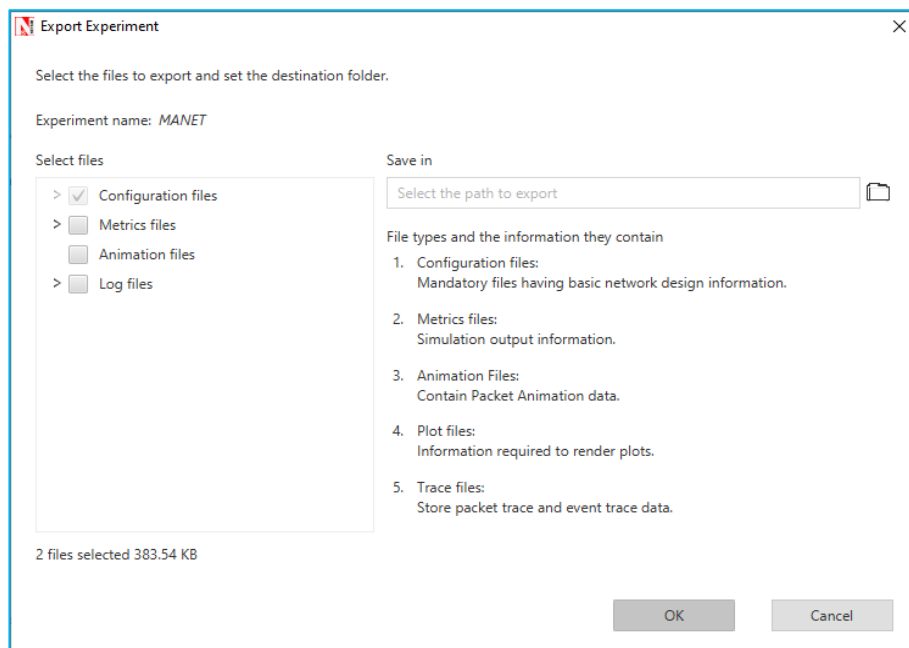 Export Experiment
Select the files to export and set the destination folder.
Experiment name: MANET
Select files
Configuration files
Metrics files
Animation files
Log files
2 files selected 383.54 KB
Save in
Select the path to export
File types and the information they contain
1. Configuration files:
Mandatory files having basic network design information.
2. Metrics files:
Simulation output information.
3. Animation Files:
Contain Packet Animation data.
4. Plot files:
Information required to render plots.
5. Trace files:
Store packet trace and event trace data.
OK
Cancel